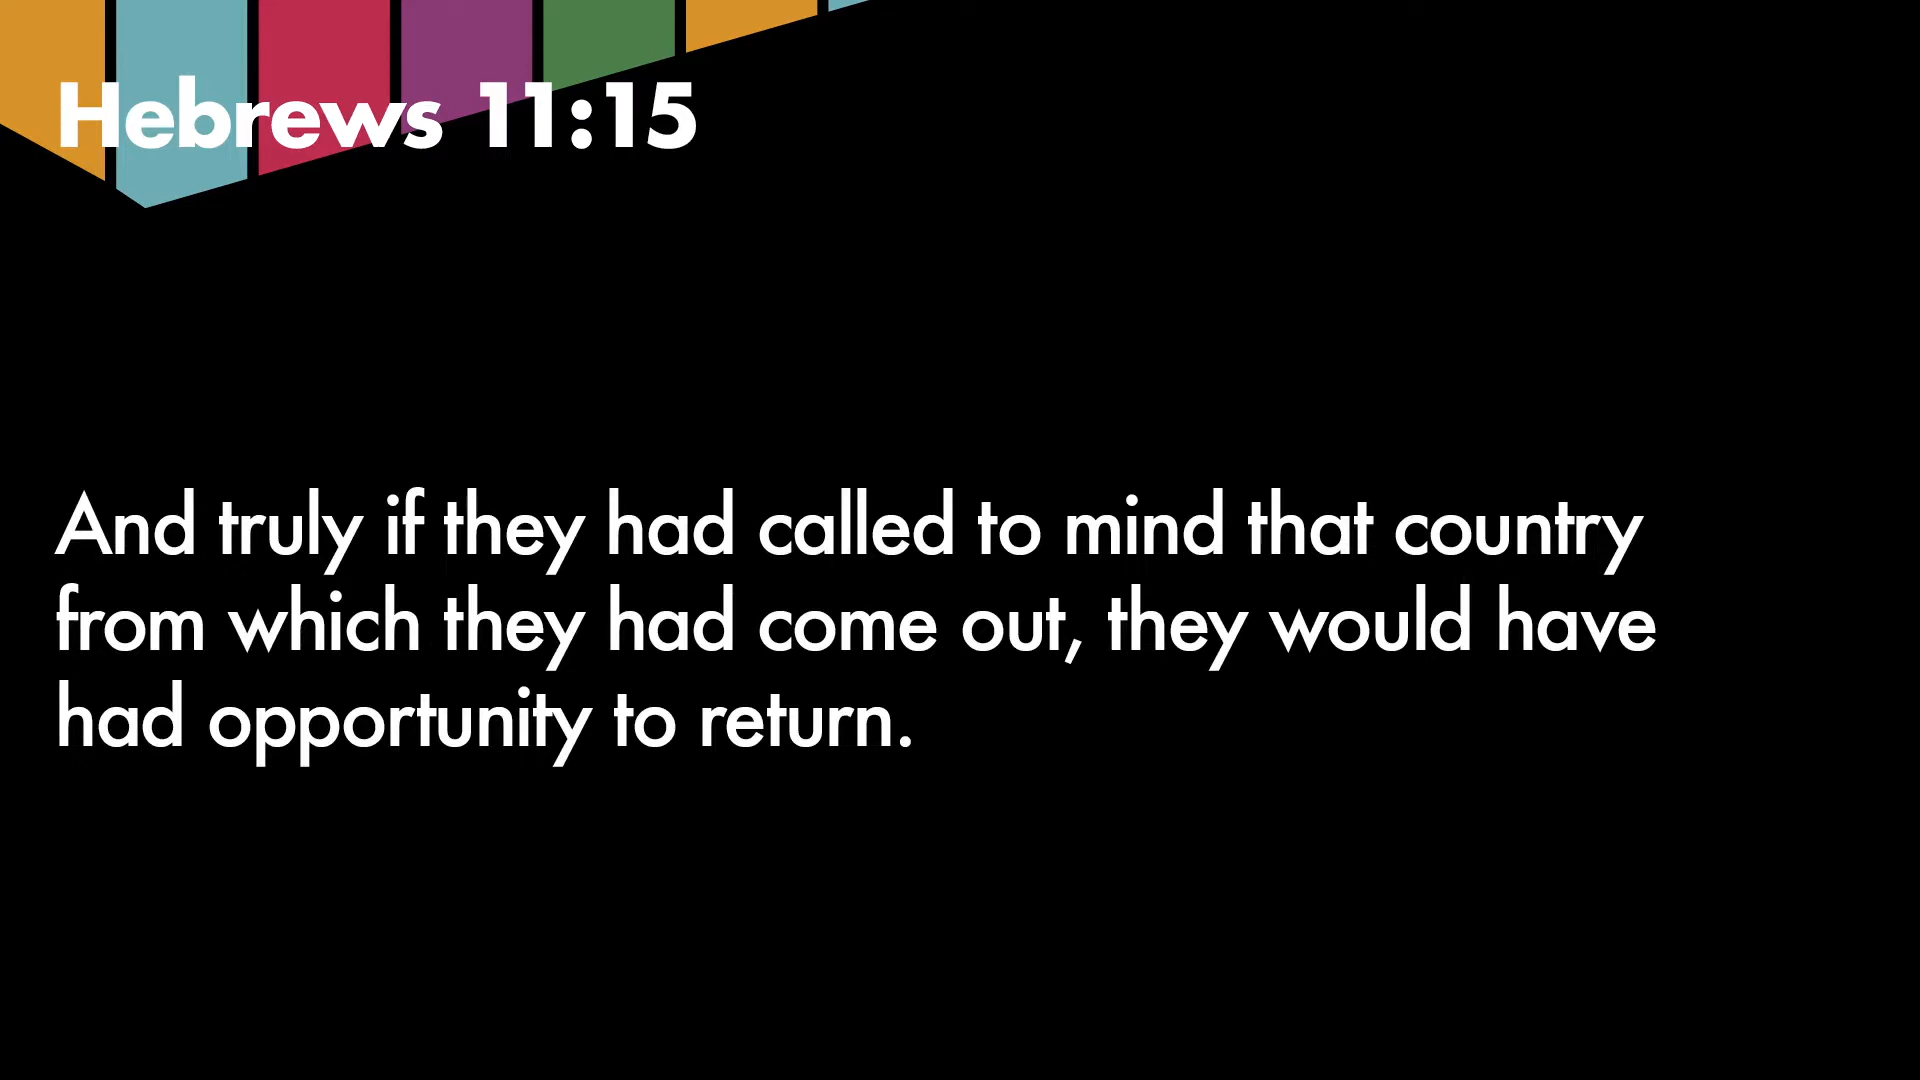 Hebrews 11:15
And truly if they had called to mind that country
from which they had come out, they would have
had opportunity to return.